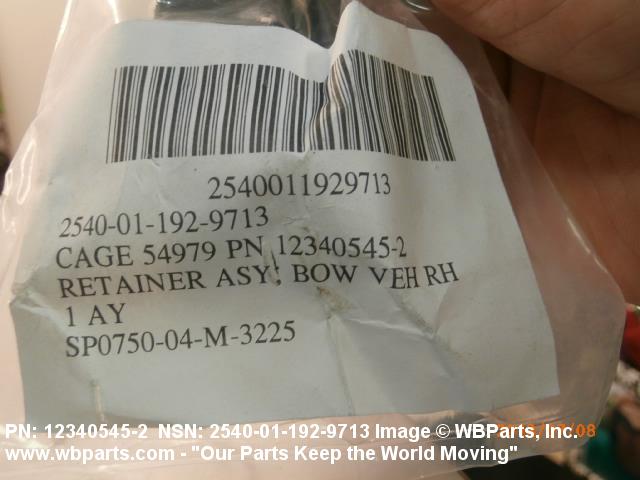 2540011929713
2540-01-192-9713
CAGE 54979 PN 12340545-2
RETAINER ASY: BOW VEH RH
1 AY
SP0750-04-M-3225
PN: 12340545-2 NSN: 2540-01-192-9713 Image © WBParts, Inc.
www.wbparts.com - "Our Parts Keep the World Moving"